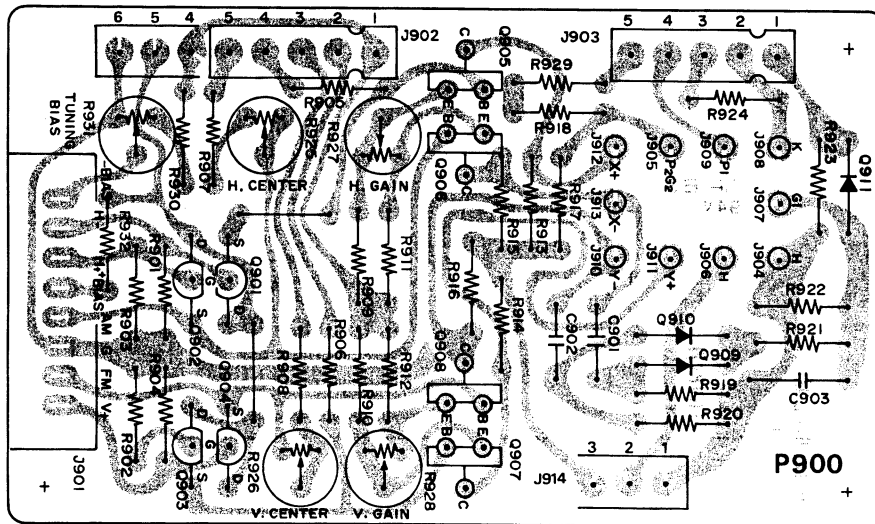 6 5 4 5 4 3 2 1 J902
J903 5 4 3 2 1
C Q905
R931 TUNING BIAS
R905
R929
R918
R924
R923
Q911
E B B E
E B B E
R930
R907
H. CENTER
R926
R927
H. GAIN
Q906
C
J912 X+
J905 P2G2
J909 P1
J908 K
J913 X-
J907 G1
J910 Y-
J911 Y+
J906 H
J904 H
R915
R913
R917
R932
R901
D
S
G
Q901
S
D
Q902
R911
R909
R916
R914
C902
C901
Q910
Q909
R922
R921
R919
R920
C903
-BIAS
H
H
+BIAS
AM
G
FM
V
R903
R908
R906
R910
R912
Q908
C
E B B E
Q907
C
Q904
D
S
G
S
D
R902
Q903
R926
V. CENTER
V. GAIN
R928
J901
J914
3 2 1
P900